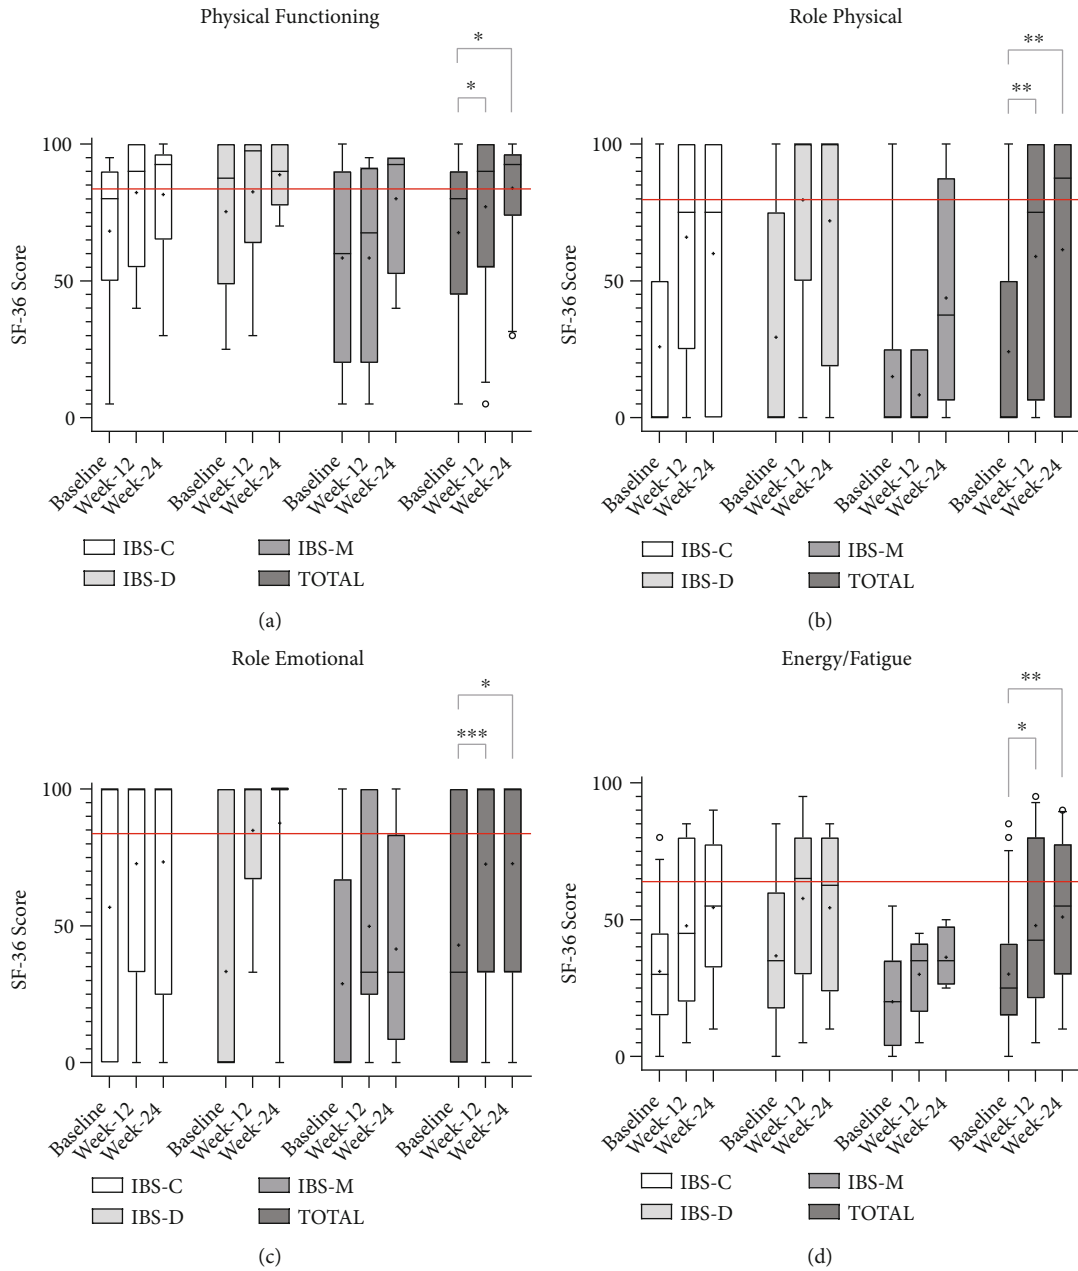 Physical Functioning
*
*
100
50
0
SF-36 Score
Baseline
Week-12
Week-24
Baseline
Week-12
Week-24
Baseline
Week-12
Week-24
Baseline
Week-12
Week-24
IBS-C
IBS-M
IBS-D
TOTAL
(a)
Role Physical
**
**
100
50
0
SF-36 Score
Baseline
Week-12
Week-24
Baseline
Week-12
Week-24
Baseline
Week-12
Week-24
Baseline
Week-12
Week-24
IBS-C
IBS-M
IBS-D
TOTAL
(b)
Role Emotional
*
***
100
50
0
SF-36 Score
Baseline
Week-12
Week-24
Baseline
Week-12
Week-24
Baseline
Week-12
Week-24
Baseline
Week-12
Week-24
IBS-C
IBS-M
IBS-D
TOTAL
(c)
Energy/Fatigue
**
*
100
50
0
SF-36 Score
Baseline
Week-12
Week-24
Baseline
Week-12
Week-24
Baseline
Week-12
Week-24
Baseline
Week-12
Week-24
IBS-C
IBS-M
IBS-D
TOTAL
(d)